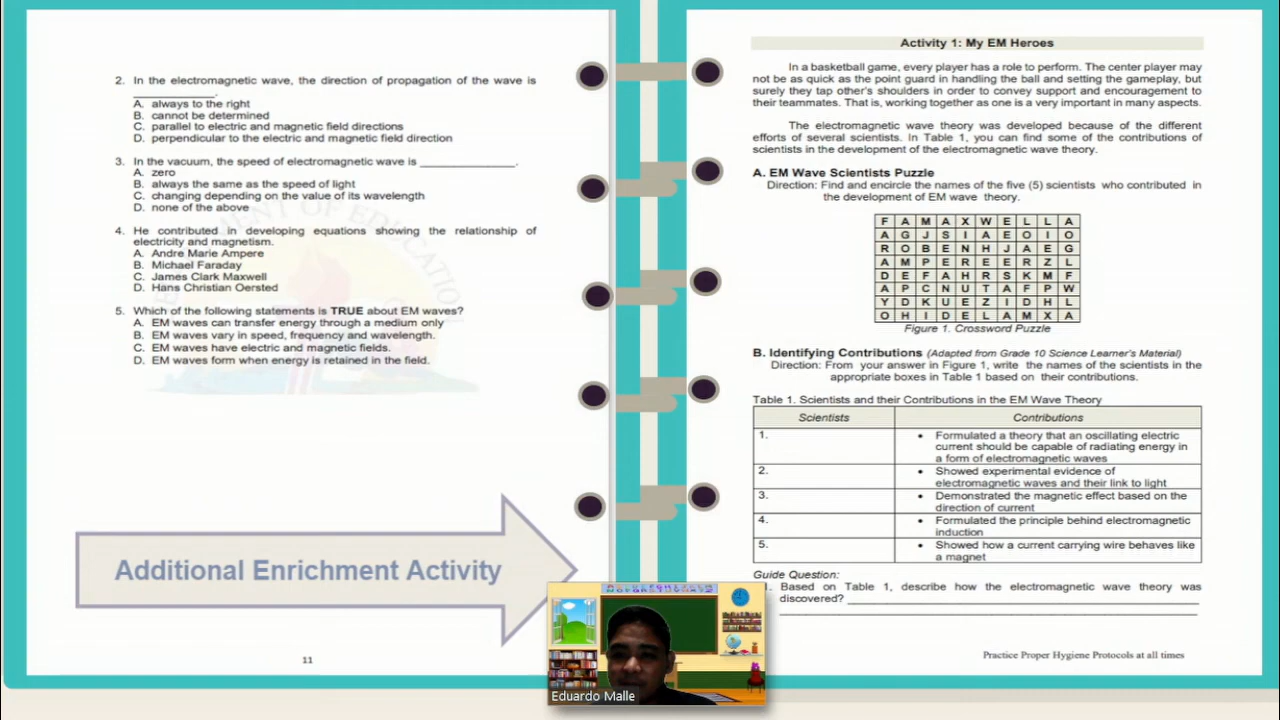 2. In the electromagnetic wave, the direction of propagation of the wave is
____________.
A. always to the right
B. cannot be determined
C. parallel to electric and magnetic field directions
D. perpendicular to the electric and magnetic field direction
3. In the vacuum, the speed of electromagnetic wave is ______________.
A. zero
B. always the same as the speed of light
C. changing depending on the value of its wavelength
D. none of the above
4. He contributed in developing equations showing the relationship of
electricity and magnetism.
A. Andre Marie Ampere
B. Michael Faraday
C. James Clark Maxwell
D. Hans Christian Oersted
5. Which of the following statements is TRUE about EM waves?
A. EM waves can transfer energy through a medium only
B. EM waves vary in speed, frequency and wavelength.
C. EM waves have electric and magnetic fields.
D. EM waves form when energy is retained in the field.
Additional Enrichment Activity
11
Activity 1: My EM Heroes
In a basketball game, every player has a role to perform. The center player may
not be as quick as the point guard in handling the ball and setting the gameplay, but
surely they tap other's shoulders in order to convey support and encouragement to
their teammates. That is, working together as one is a very important in many aspects.
The electromagnetic wave theory was developed because of the different
efforts of several scientists. In Table 1, you can find some of the contributions of
scientists in the development of the electromagnetic wave theory.
A. EM Wave Scientists Puzzle
Direction: Find and encircle the names of the five (5) scientists who contributed in
the development of EM wave theory.
F A M A X W E L L A
A G J S I A E O I O
R O B E N H J A E G
A M P E R E E R Z L
D E F A H R S K M F
A P C N U T A F P W
Y D K U E Z I D H L
O H I D E L A M X A
Figure 1. Crossword Puzzle
B. Identifying Contributions (Adapted from Grade 10 Science Learner's Material)
Direction: From your answer in Figure 1, write the names of the scientists in the
appropriate boxes in Table 1 based on their contributions.
Table 1. Scientists and their Contributions in the EM Wave Theory
Scientists Contributions
1. • Formulated a theory that an oscillating electric
current should be capable of radiating energy in
a form of electromagnetic waves
2. • Showed experimental evidence of
electromagnetic waves and their link to light
3. • Demonstrated the magnetic effect based on the
direction of current
4. • Formulated the principle behind electromagnetic
induction
5. • Showed how a current carrying wire behaves like
a magnet
Guide Question:
1. Based on Table 1, describe how the electromagnetic wave theory was
discovered? ______________________________
Practice Proper Hygiene Protocols at all times
Eduardo Malle